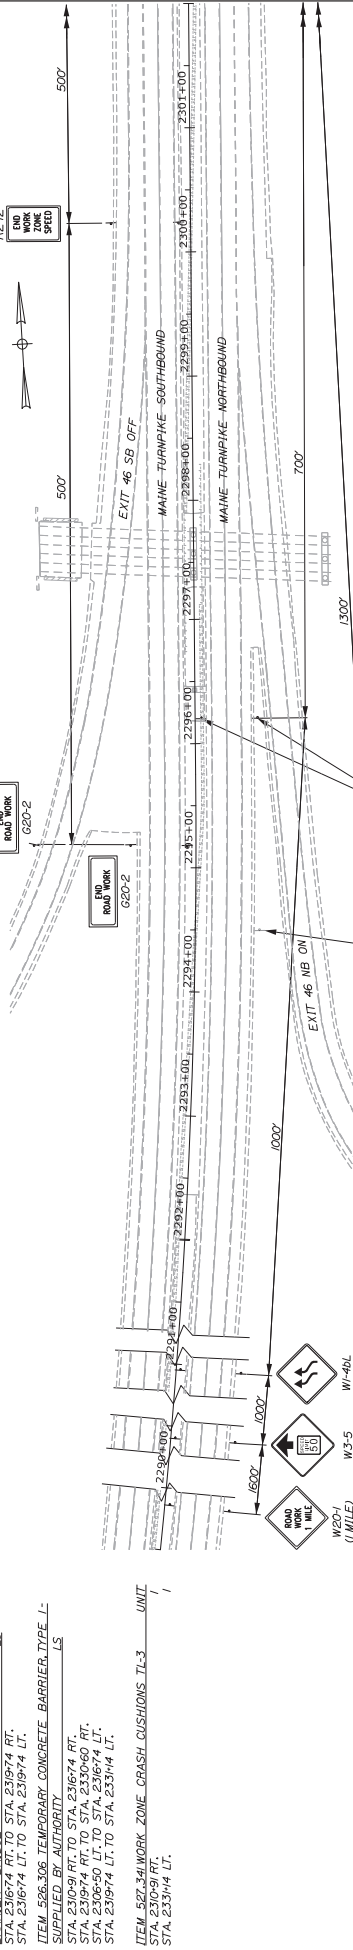 STA. 2316+74 RT. TO STA. 2319+74 RT.
STA. 2316+74 LT. TO STA. 2319+74 LT.
ITEM 526.306 TEMPORARY CONCRETE BARRIER, TYPE I -
SUPPLIED BY AUTHORITY LS
STA. 2310+91 RT. TO STA. 2316+74 RT.
STA. 2319+74 RT. TO STA. 2330+60 RT.
STA. 2306+50 LT. TO STA. 2316+74 LT.
STA. 2319+74 LT. TO STA. 2331+14 LT.
ITEM 527.341 WORK ZONE CRASH CUSHIONS TL-3 UNIT
STA. 2310+91 RT. 1
STA. 2331+14 LT. 1
END
ROAD WORK
G20-2
END
ROAD WORK
G20-2
END
WORK
ZONE
SPEED
500'
500'
EXIT 46 SB OFF
MAINE TURNPIKE SOUTHBOUND
MAINE TURNPIKE NORTHBOUND
EXIT 46 NB ON
2290+00
2291+00
2292+00
2293+00
2294+00
2295+00
2296+00
2297+00
2298+00
2299+00
2300+00
2301+00
1600'
1000'
1000'
700'
1300'
ROAD
WORK
1 MILE
W20-1
(1 MILE)
SPEED
LIMIT
50
W3-5
W1-4bL